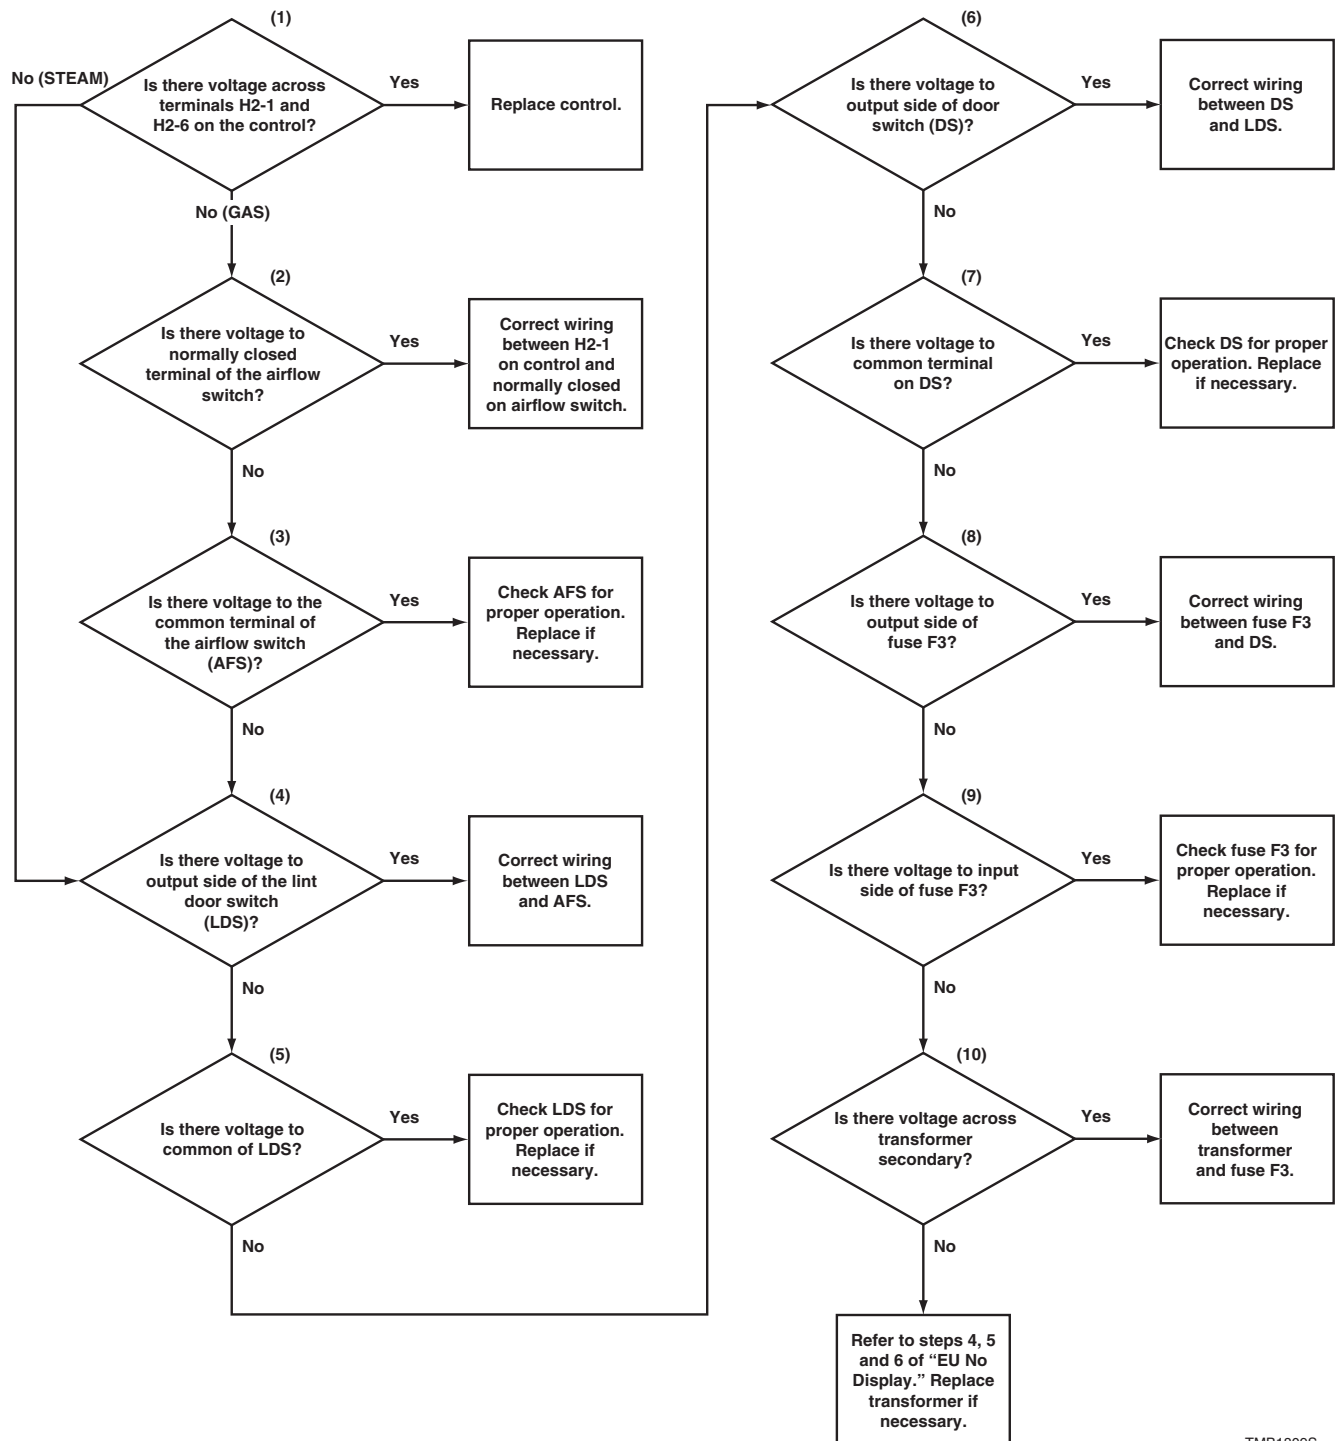 (1)
No (STEAM)
Is there voltage across
terminals H2-1 and
H2-6 on the control?
Yes
Replace control.
No (GAS)
(2)
Is there voltage to
normally closed
terminal of the airflow
switch?
Yes
Correct wiring
between H2-1
on control and
normally closed
on airflow switch.
No
(3)
Is there voltage to the
common terminal of
the airflow switch
(AFS)?
Yes
Check AFS for
proper operation.
Replace if
necessary.
No
(4)
Is there voltage to
output side of the lint
door switch
(LDS)?
Yes
Correct wiring
between LDS
and AFS.
No
(5)
Is there voltage to
common of LDS?
Yes
Check LDS for
proper operation.
Replace if
necessary.
No
(6)
Is there voltage to
output side of door
switch (DS)?
Yes
Correct wiring
between DS
and LDS.
No
(7)
Is there voltage to
common terminal
on DS?
Yes
Check DS for proper
operation. Replace
if necessary.
No
(8)
Is there voltage to
output side of
fuse F3?
Yes
Correct wiring
between fuse F3
and DS.
No
(9)
Is there voltage to input
side of fuse F3?
Yes
Check fuse F3 for
proper operation.
Replace if
necessary.
No
(10)
Is there voltage across
transformer
secondary?
Yes
Correct wiring
between
transformer
and fuse F3.
No
Refer to steps 4, 5
and 6 of “EU No
Display.” Replace
transformer if
necessary.